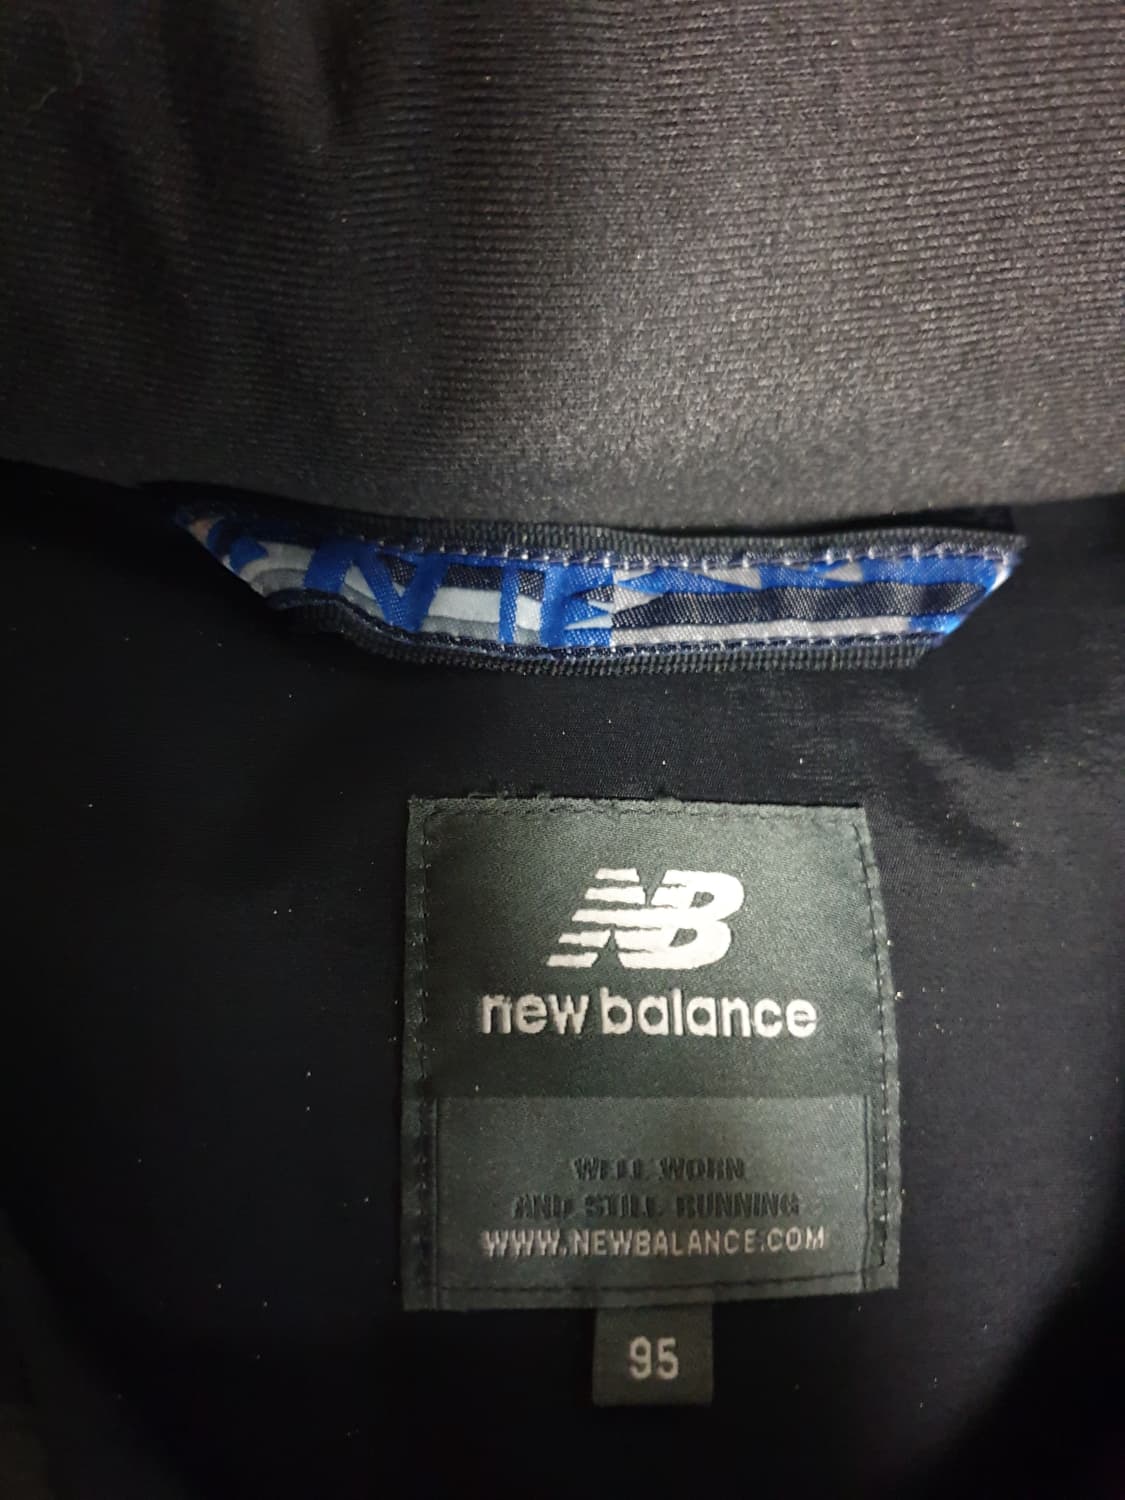 NB
new balance
WELL WORN
AND STILL RUNNING
WWW.NEWBALANCE.COM
95